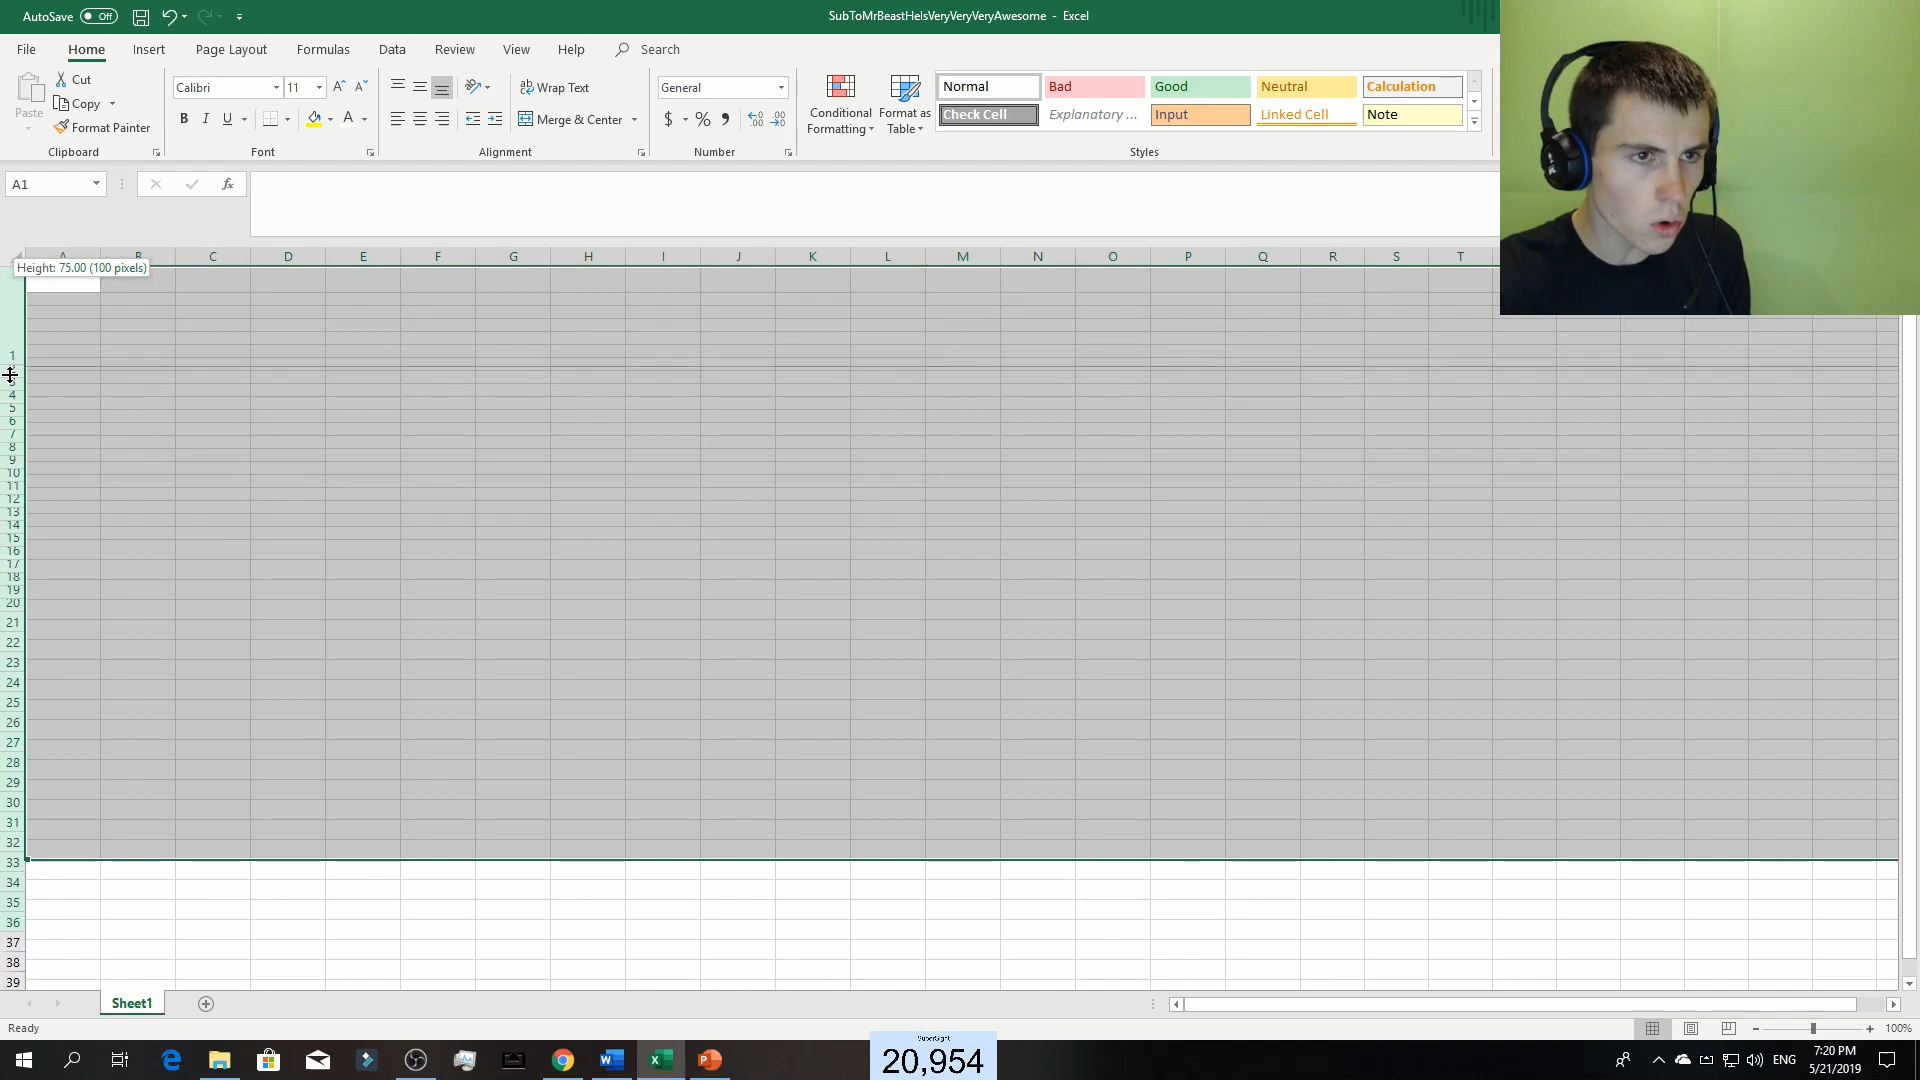 AutoSave Off
SubToMrBeastHeIsVeryVeryVeryAwesome - Excel
File Home Insert Page Layout Formulas Data Review View Help Search
Paste
Cut
Copy
Format Painter
Clipboard
Calibri 11
B I U A
Font
Wrap Text
Merge & Center
Alignment
General
$ % 9
Number
Conditional Formatting
Format as Table
Normal Bad Good Neutral Calculation
Check Cell Explanatory ... Input Linked Cell Note
Styles
A1
fx
A B C D E F G H I J K L M N O P Q R S T
Height: 75.00 (100 pixels)
1
3
4
5
6
7
8
9
10
11
12
13
14
15
16
17
18
19
20
21
22
23
24
25
26
27
28
29
30
31
32
33
34
35
36
37
38
39
Sheet1
Ready
100%
SuperSight
20,954
ENG
7:20 PM
5/21/2019